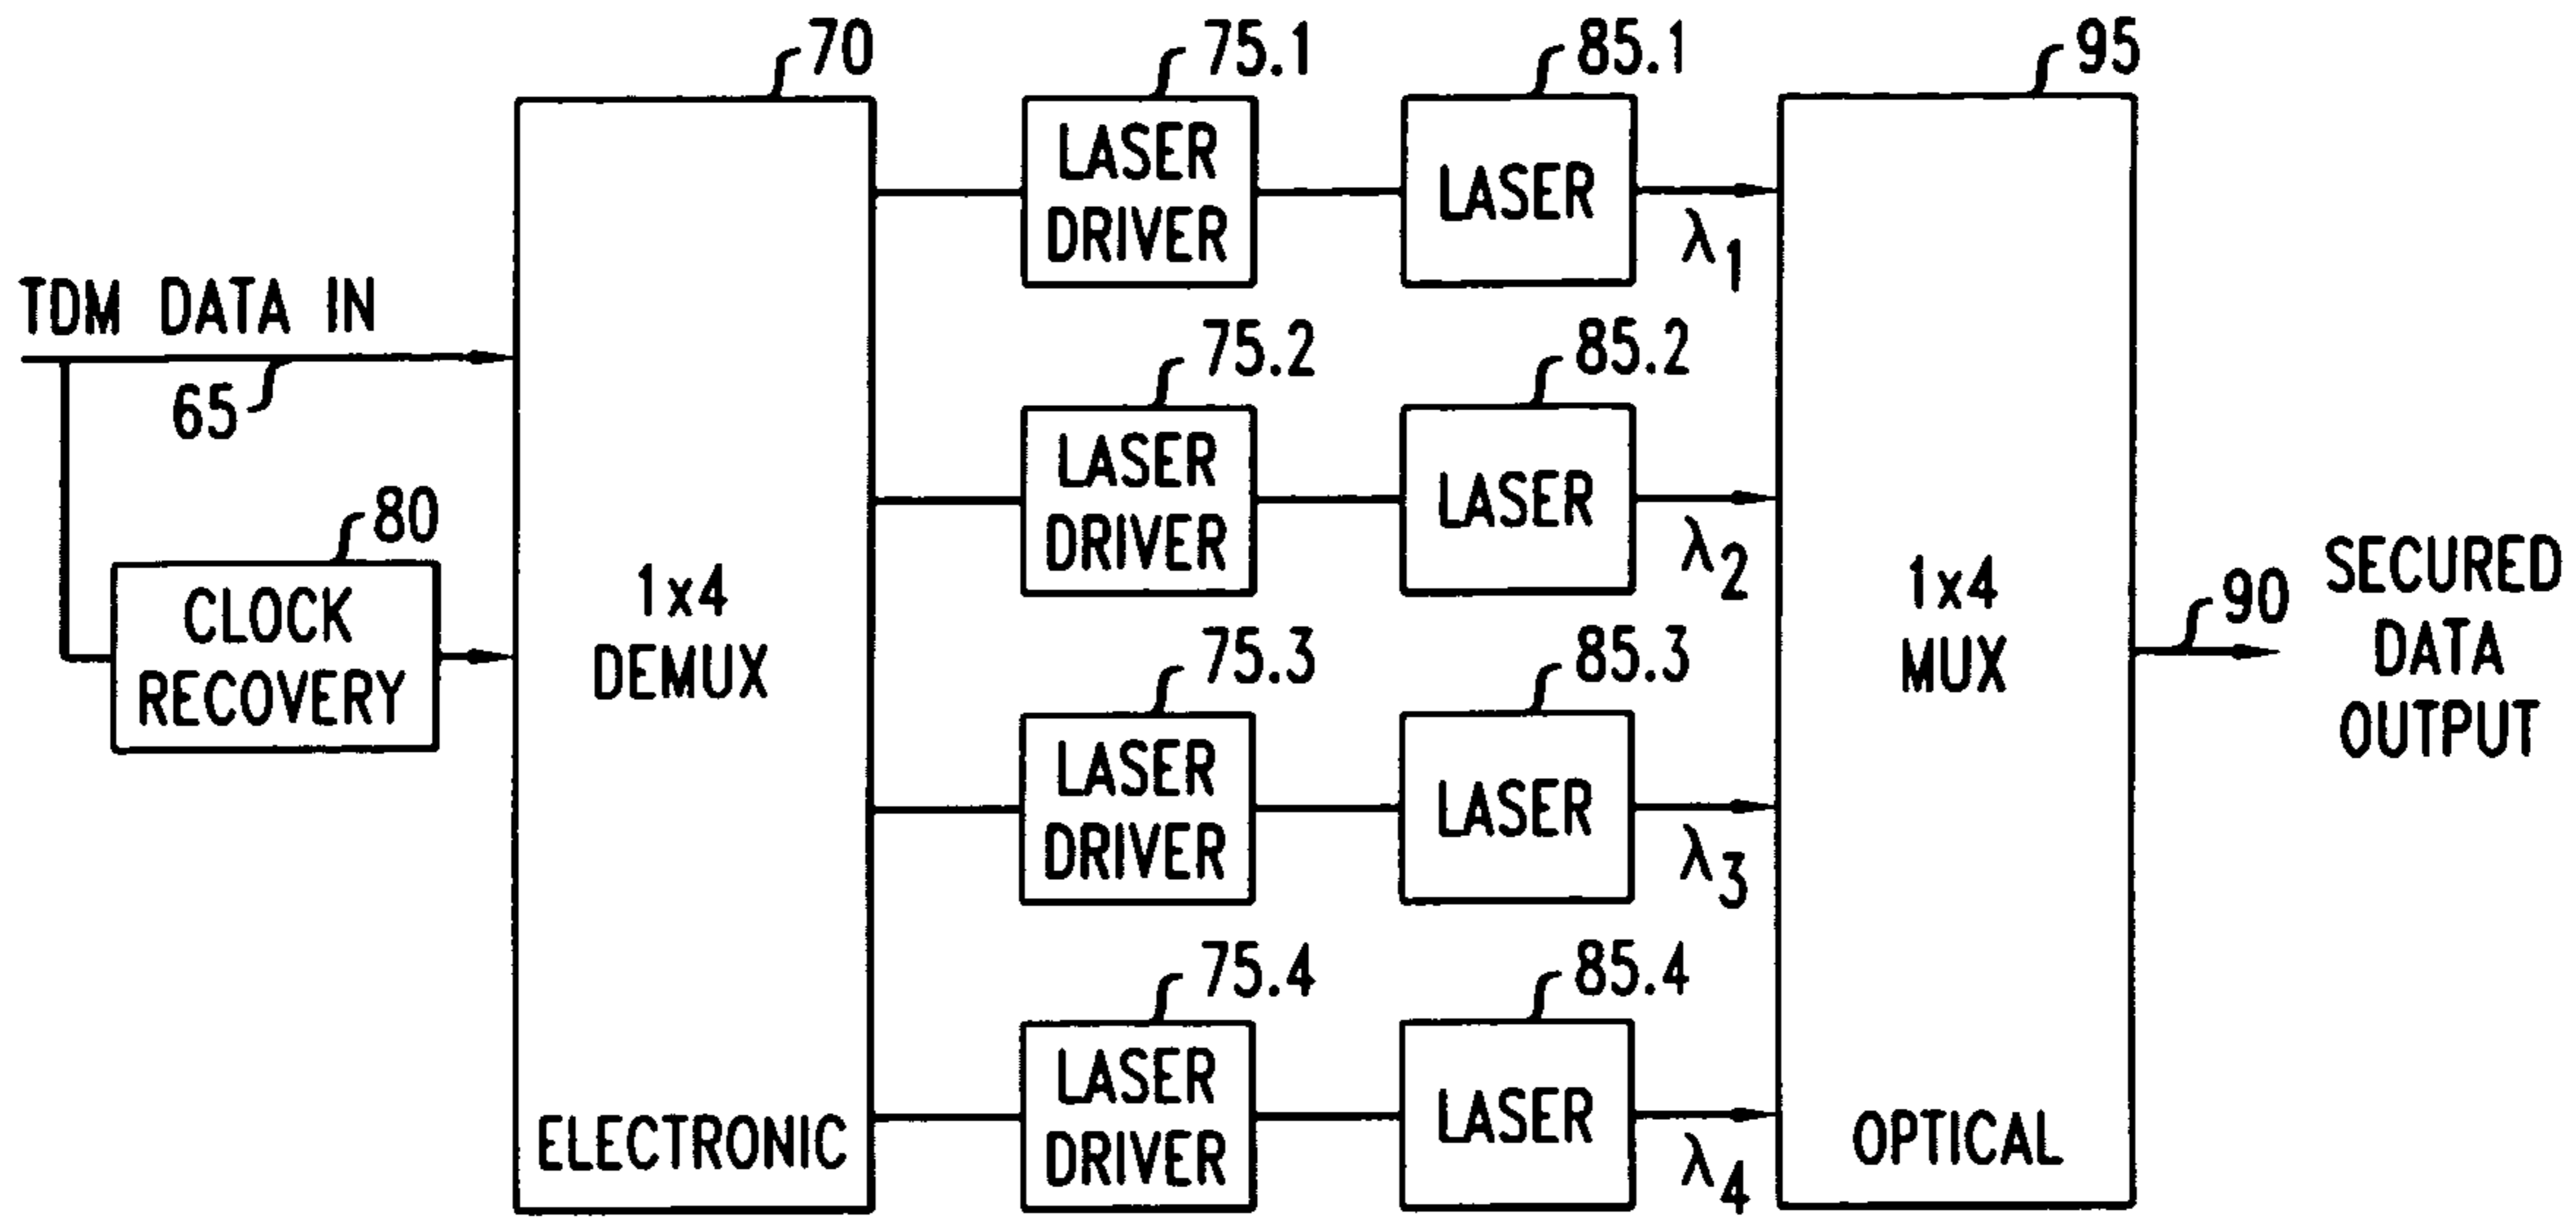 70
75.1
85.1
95
LASER
DRIVER
LASER
λ1
TDM DATA IN
65
75.2
85.2
LASER
DRIVER
LASER
λ2
80
CLOCK
RECOVERY
1x4
DEMUX
1x4
MUX
90
SECURED
DATA
OUTPUT
75.3
85.3
LASER
DRIVER
LASER
λ3
75.4
85.4
LASER
DRIVER
LASER
λ4
ELECTRONIC
OPTICAL